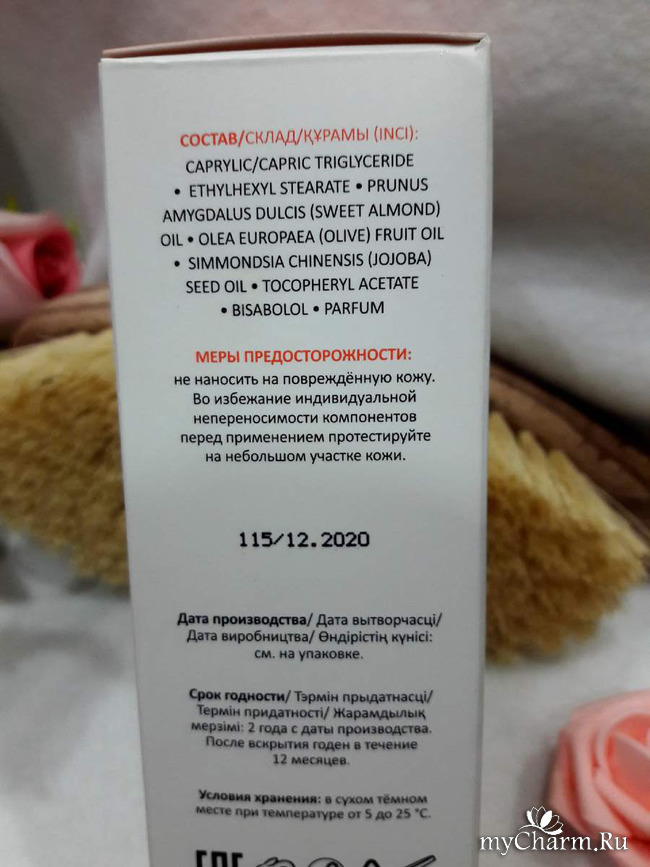 СОСТАВ/СКЛАД/ҚҰРАМЫ (INCI):
CAPRYLIC/CAPRIC TRIGLYCERIDE
• ETHYLHEXYL STEARATE • PRUNUS
AMYGDALUS DULCIS (SWEET ALMOND)
OIL • OLEA EUROPAEA (OLIVE) FRUIT OIL
• SIMMONDSIA CHINENSIS (JOJOBA)
SEED OIL • TOCOPHERYL ACETATE
• BISABOLOL • PARFUM
МЕРЫ ПРЕДОСТОРОЖНОСТИ:
не наносить на повреждённую кожу.
Во избежание индивидуальной
непереносимости компонентов
перед применением протестируйте
на небольшом участке кожи.
115/12.2020
Дата производства/ Дата вытворчасці/
Дата виробництва/ Өндірістің күнісі:
см. на упаковке.
Срок годности/ Тэрмін прыдатнасці/
Термін придатності/ Жарамдылық
мерзімі: 2 года с даты производства.
После вскрытия годен в течение
12 месяцев.
Условия хранения: в сухом тёмном
месте при температуре от 5 до 25 °C.
myCharm.Ru